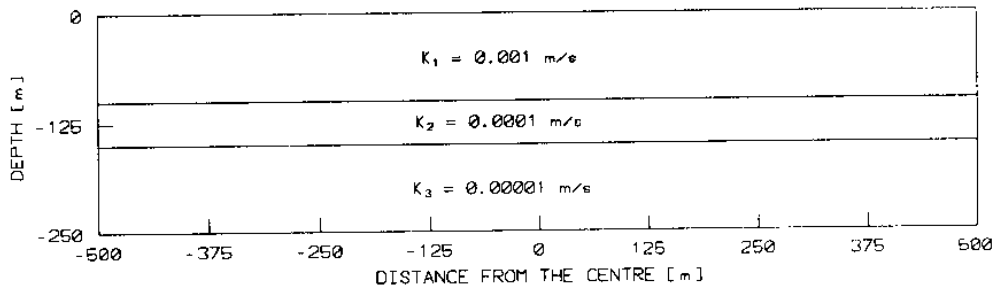 0
K₁ = 0.001 m/s
DEPTH [m]
-125
K₂ = 0.0001 m/s
K₃ = 0.00001 m/s
-250
-500 -375 -250 -125 0 125 250 375 500
DISTANCE FROM THE CENTRE [m]